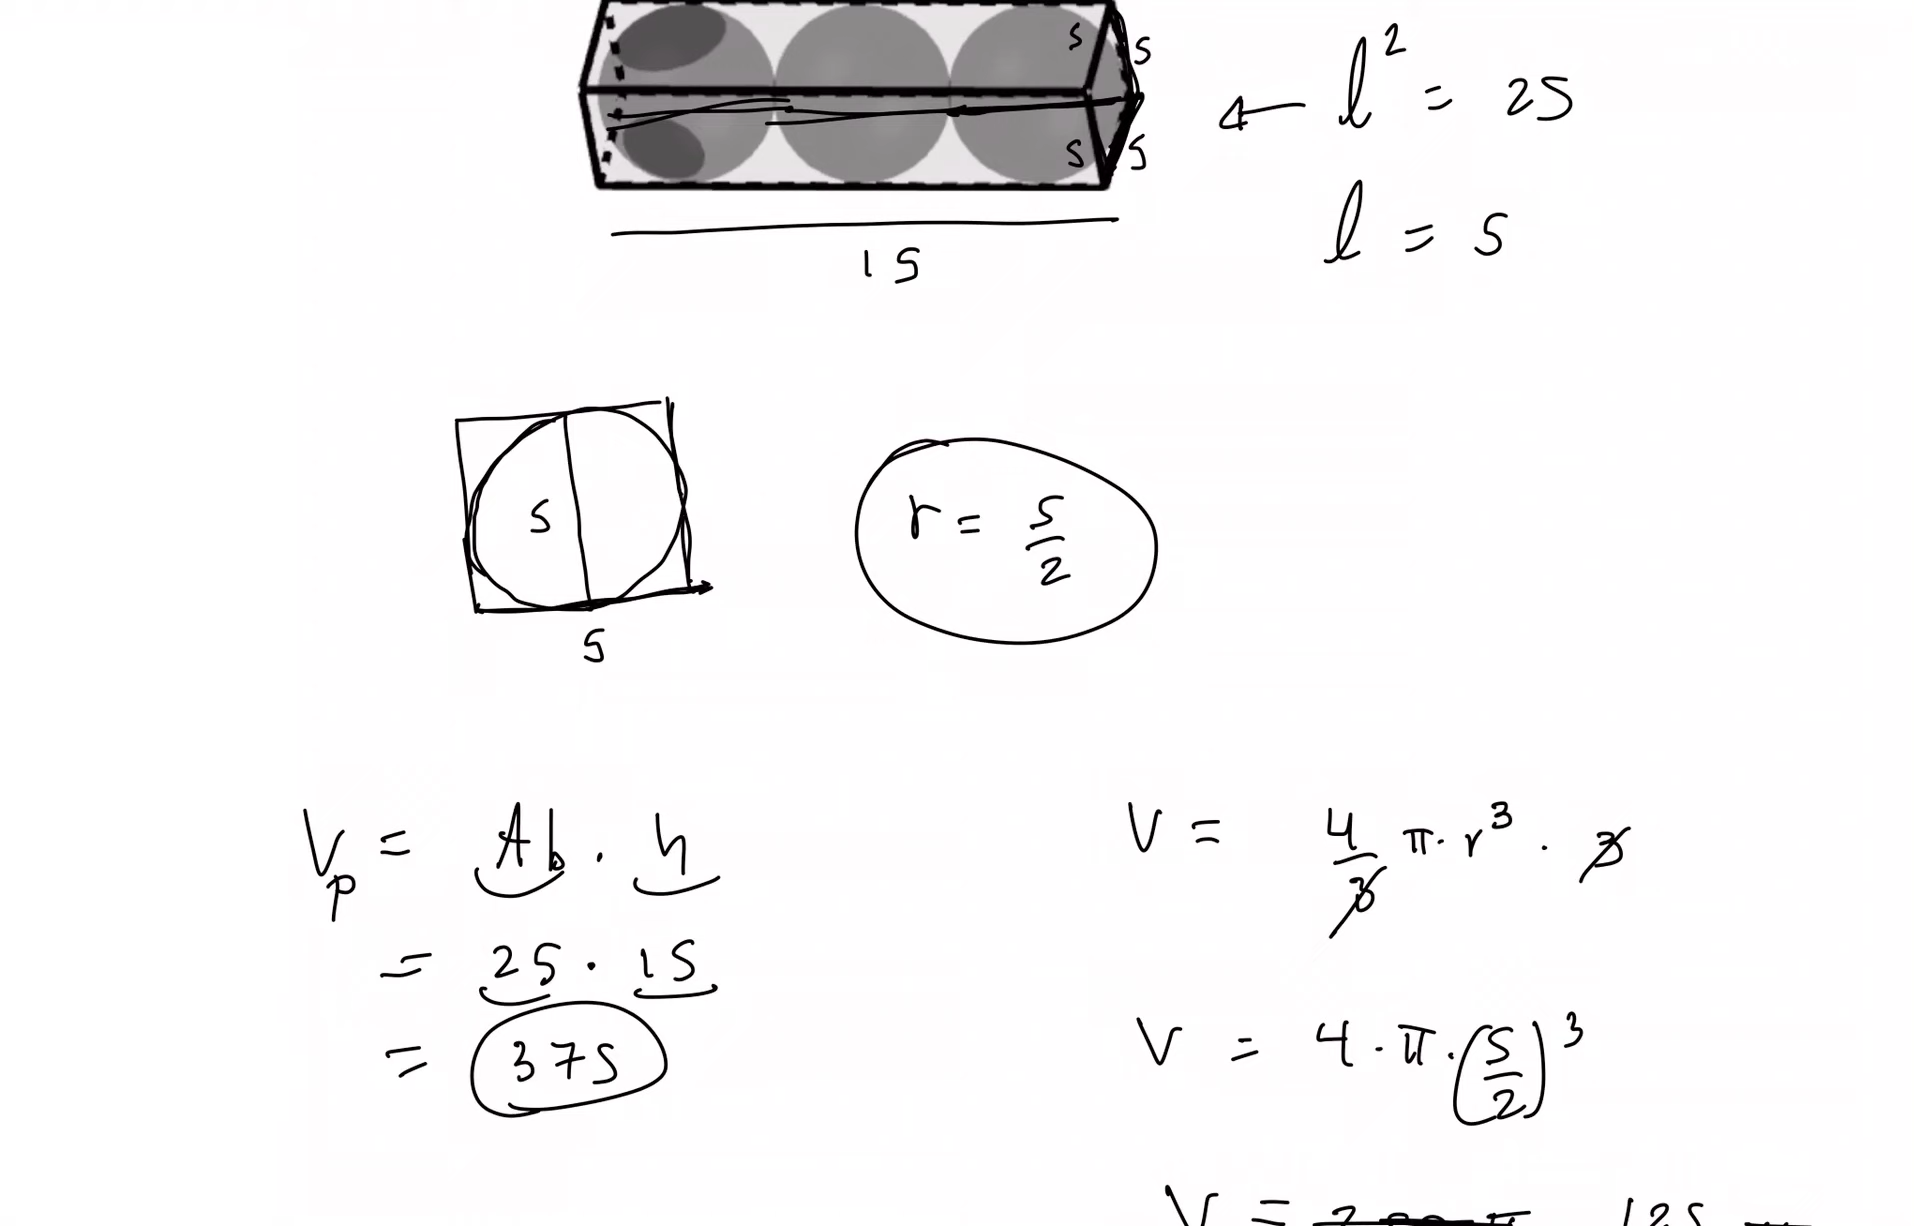 5 5
l² = 25
5 5
l = 5
15
5
r = 5/2
5
Vp = Ab · h
= 25 · 15
= 375
V = 4/3 π · r³ · 3
V = 4 · π · (5/2)³
V =